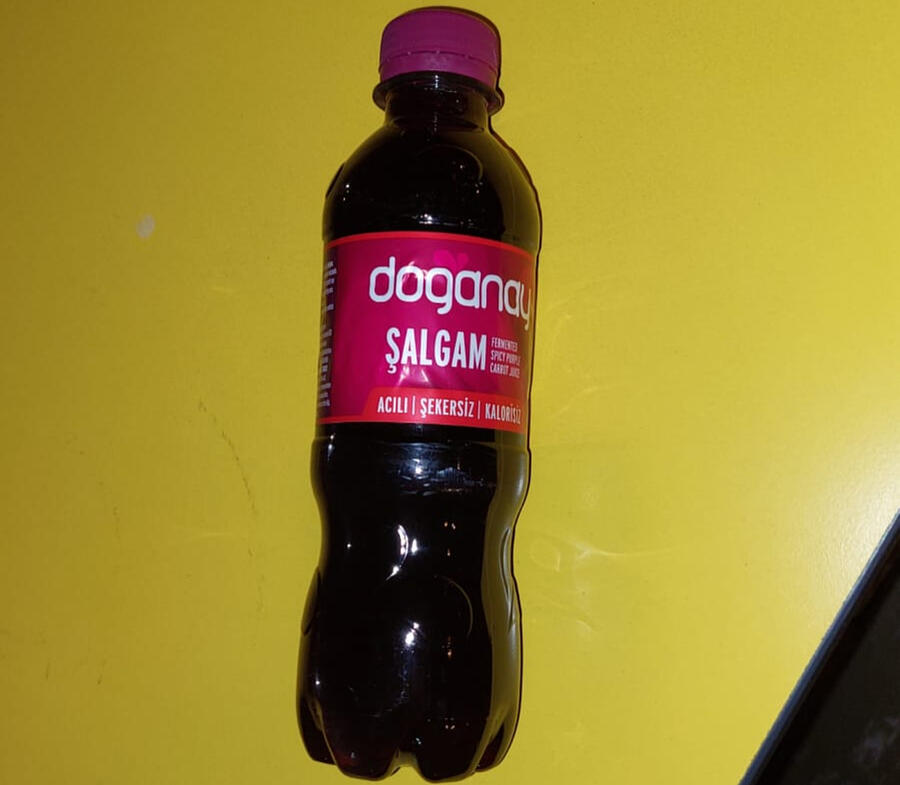 doganay
ŞALGAM
FERMENTED
SPICY PURPLE
CARROT JUICE
ACILI | ŞEKERSİZ | KALORİSİZ